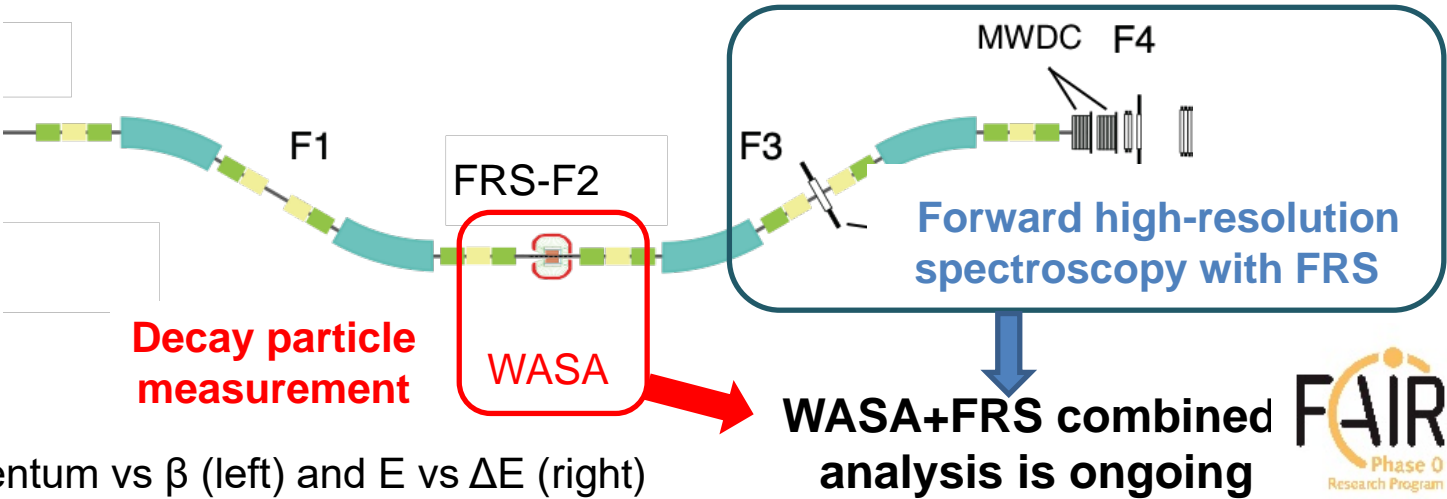 MWDC F4
F1
F3
FRS-F2
Forward high-resolution
spectroscopy with FRS
Decay particle
measurement
WASA
WASA+FRS combined
analysis is ongoing
FAIR
Phase 0
Research Program
entum vs β (left) and E vs ΔE (right)